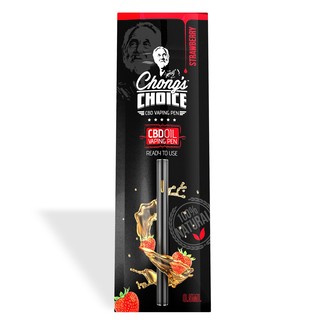 STRAWBERRY
Chong's
CHOICE
CBD VAPING PEN
CBD OIL
VAPING PEN
READY TO USE
100%
NATURAL